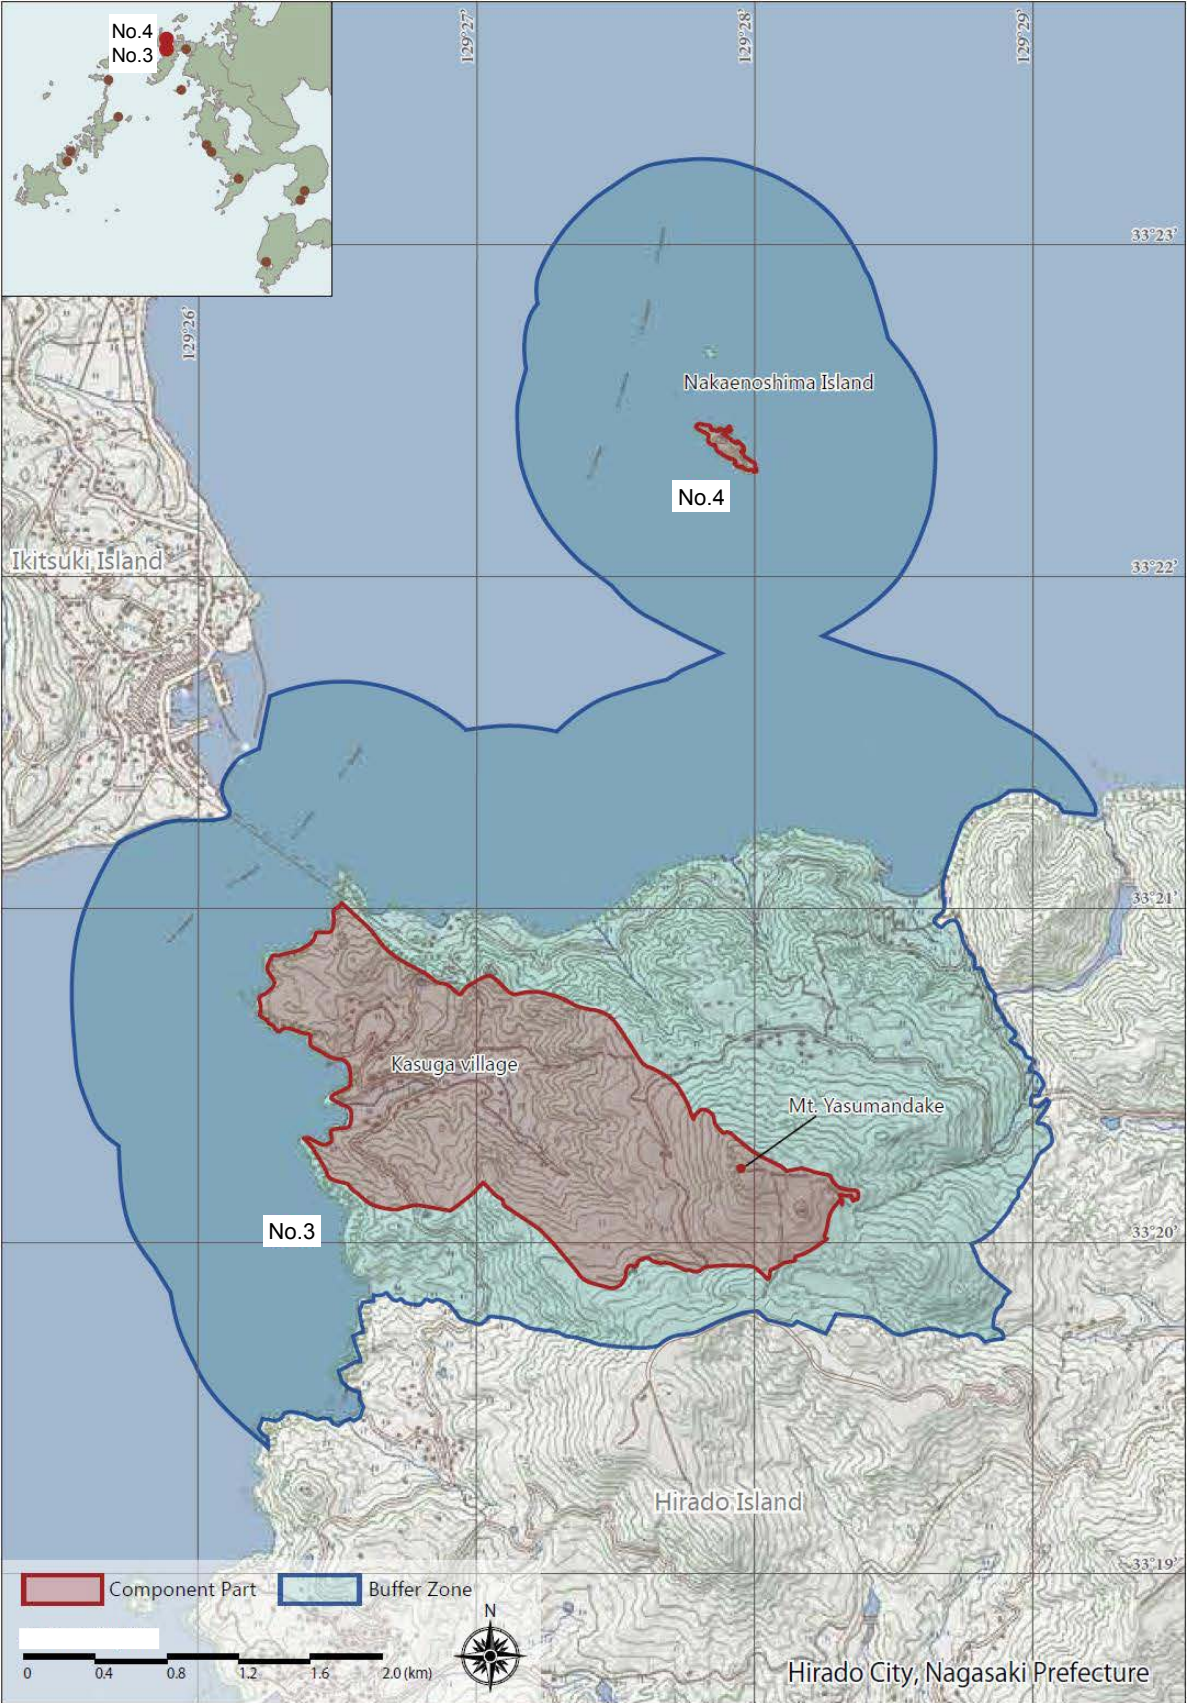 No.4
No.3
129°27'
129°28'
129°29'
33°23'
129°26'
Nakaenoshima Island
No.4
Ikitsuki Island
33°22'
33°21'
Kasuga village
Mt. Yasumandake
No.3
33°20'
Hirado Island
33°19'
Component Part
Buffer Zone
N
0 0.4 0.8 1.2 1.6 2.0 (km)
Hirado City, Nagasaki Prefecture